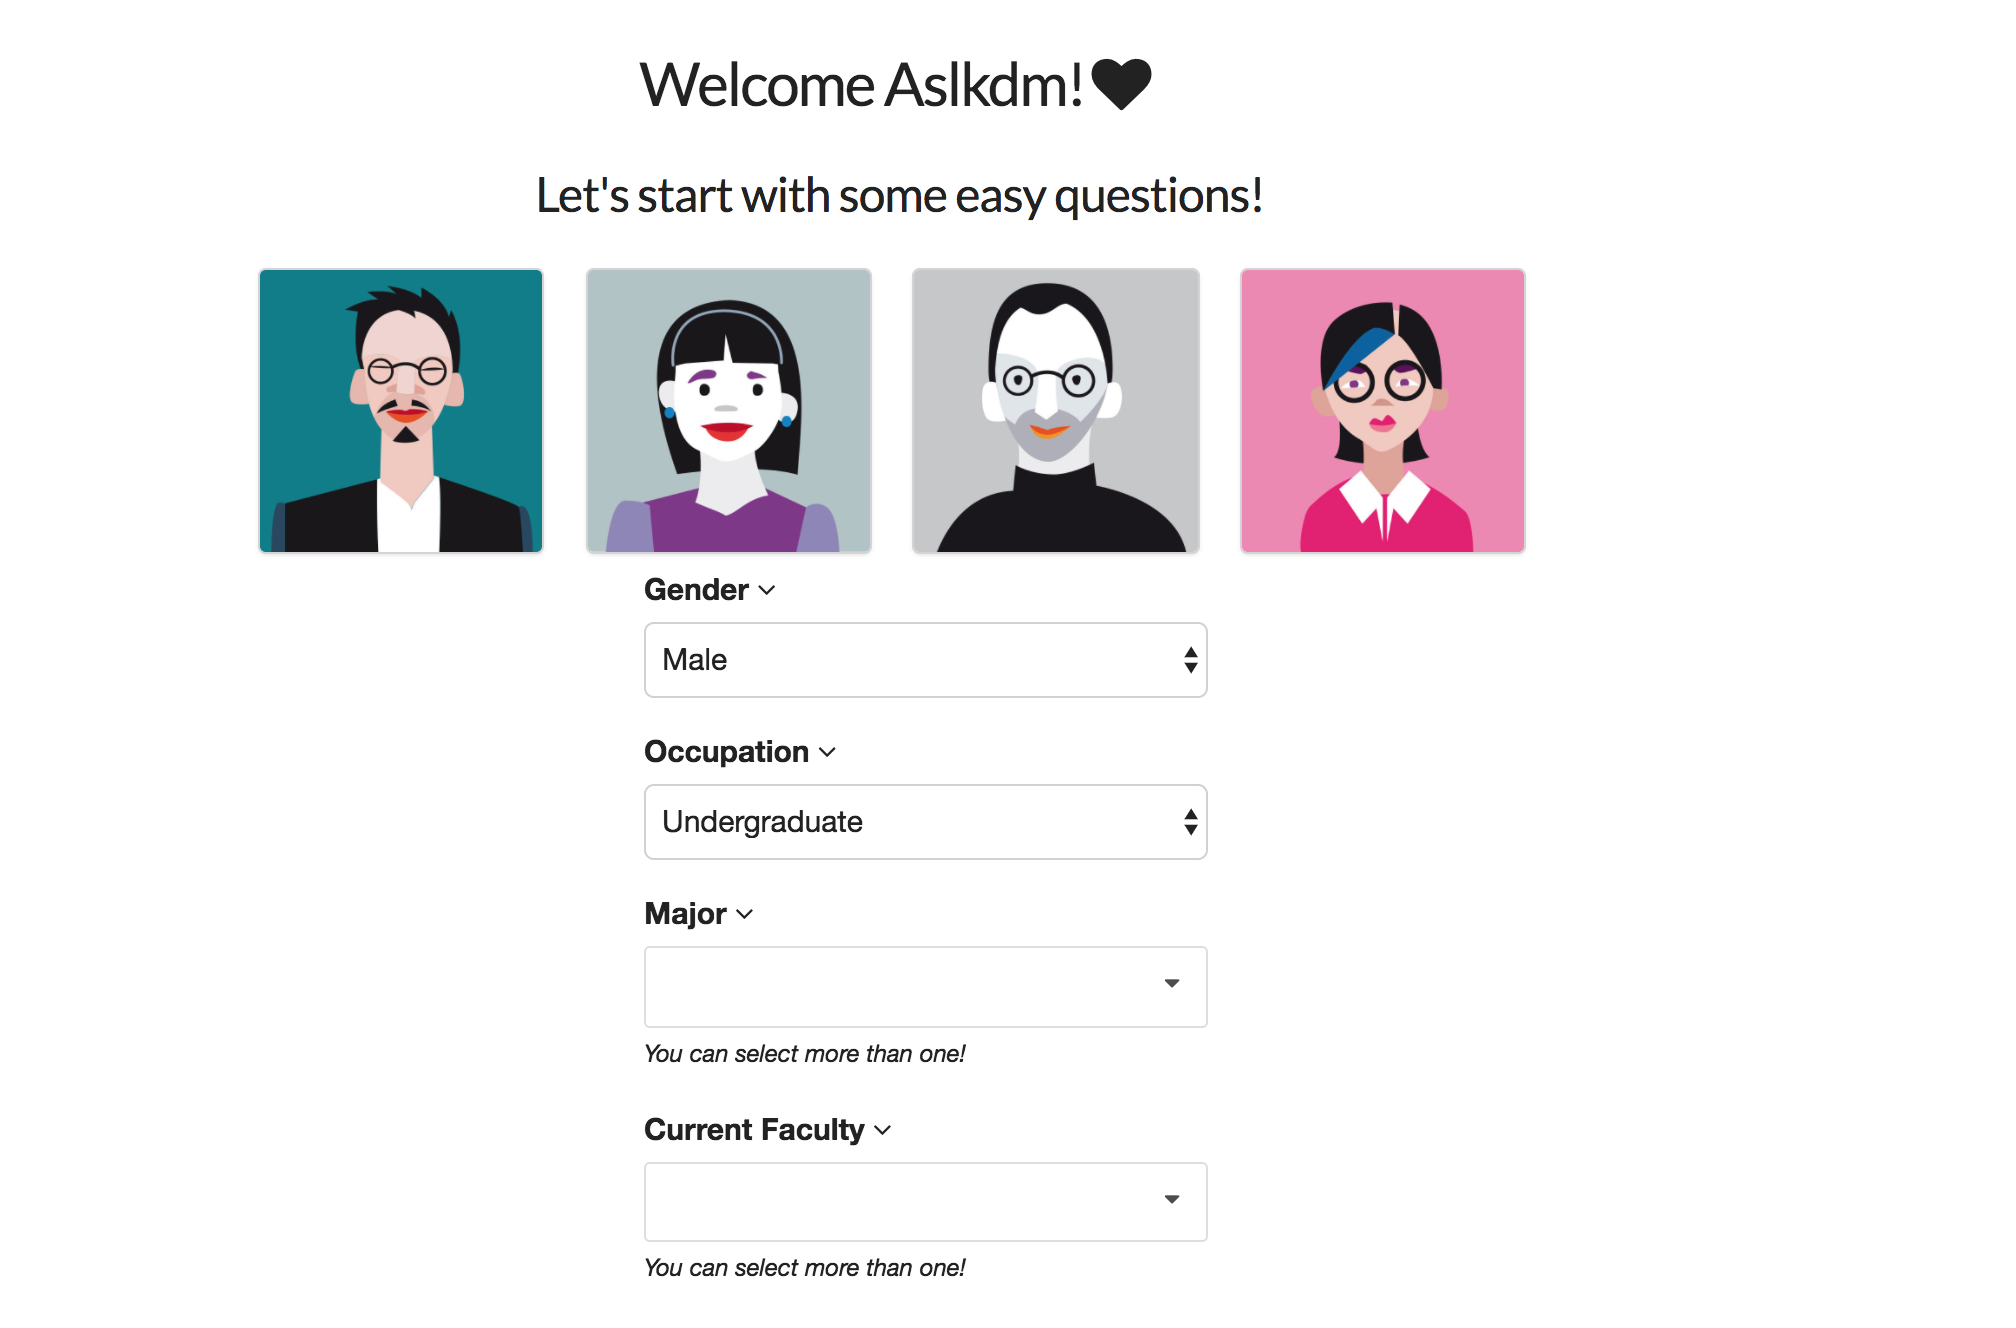 Welcome Aslkdm!
Let's start with some easy questions!
Gender
Male
Occupation
Undergraduate
Major
You can select more than one!
Current Faculty
You can select more than one!